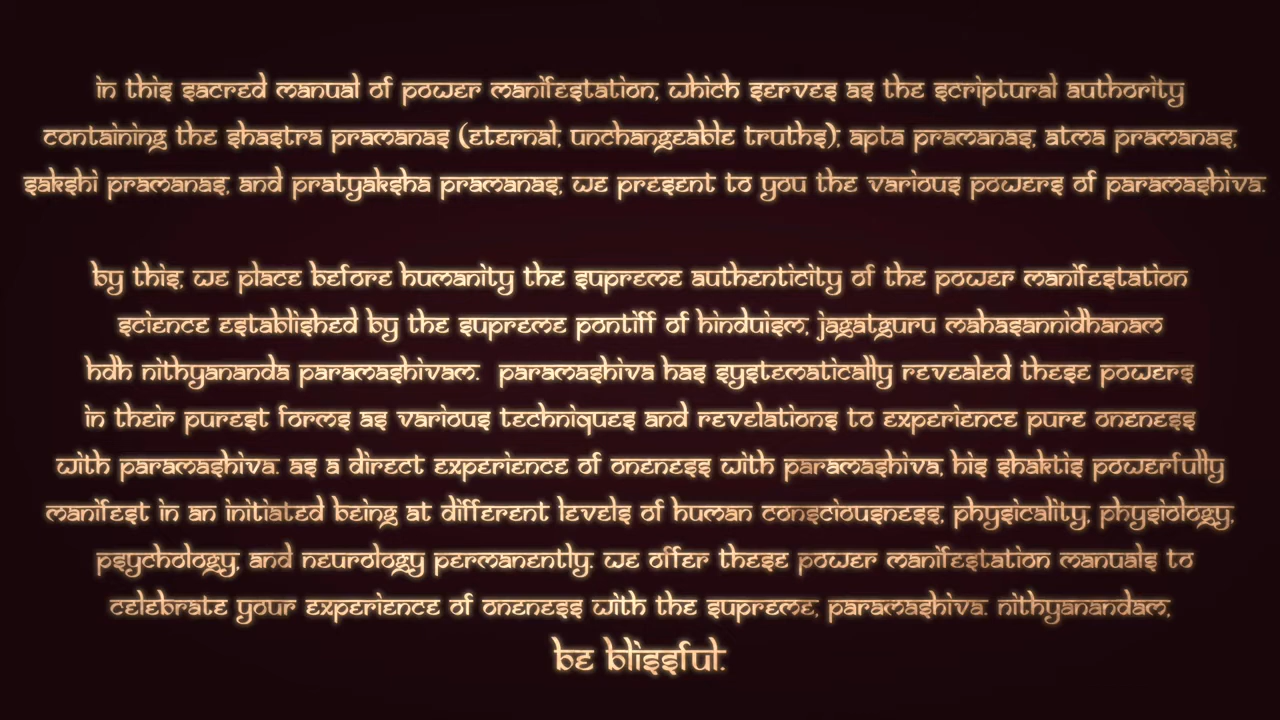 in this sacred manual of power manifestation, which serves as the scriptural authority
containing the shastra pramanas (eternal, unchangeable truths); apta pramanas, atma pramanas,
sakshi pramanas, and pratyaksha pramanas, we present to you the various powers of paramashiva.
by this, we place before humanity the supreme authenticity of the power manifestation
science established by the supreme pontiff of hinduism, jagatguru mahasannidhanam
hdh nithyananda paramashivam. paramashiva has systematically revealed these powers
in their purest forms as various techniques and revelations to experience pure oneness
with paramashiva. as a direct experience of oneness with paramashiva, his shaktis powerfully
manifest in an initiated being at different levels of human consciousness, physicality, physiology,
psychology, and neurology permanently. we offer these power manifestation manuals to
celebrate your experience of oneness with the supreme, paramashiva. nithyanandam,
be blissful.